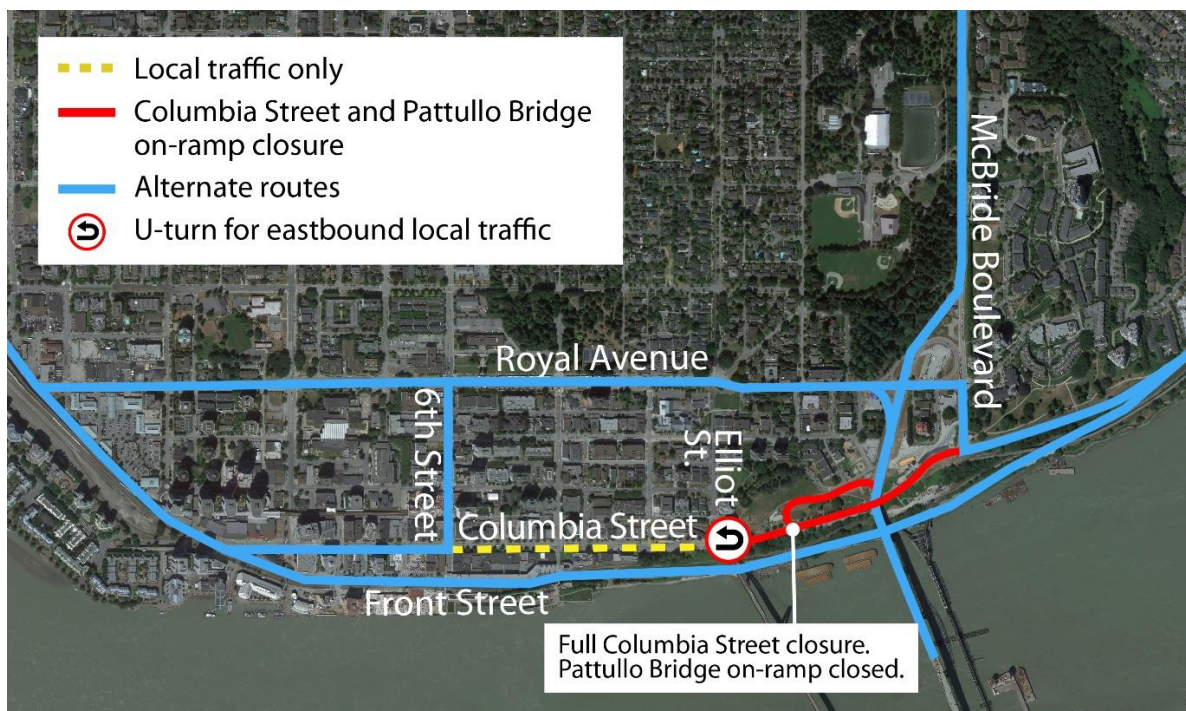 Local traffic only
Columbia Street and Pattullo Bridge
on-ramp closure
Alternate routes
U-turn for eastbound local traffic
McBride Boulevard
Royal Avenue
6th Street
Elliot
St.
Columbia Street
Front Street
Full Columbia Street closure.
Pattullo Bridge on-ramp closed.